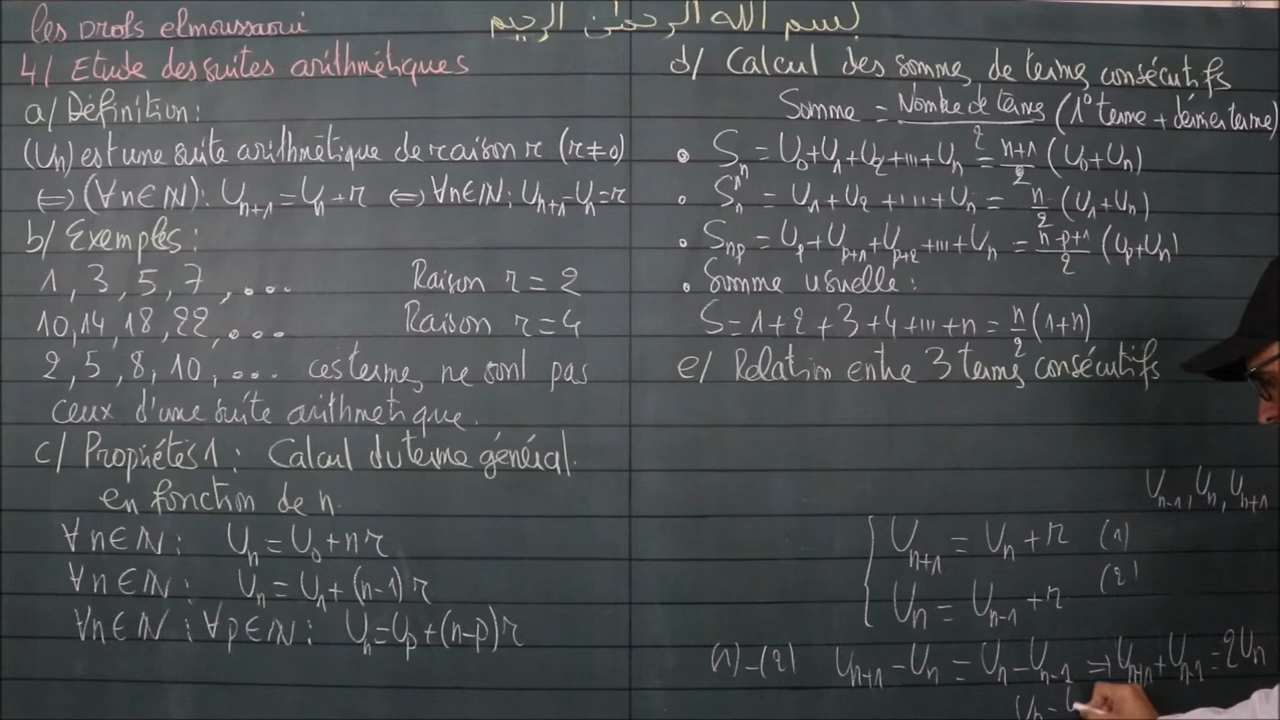 les profs elmoussaoui
بسم الله الرحمان الرحيم
4/ Etude des suites arithmétiques
a/ Définition:
(Un) est une suite arithmétique de raison r (r≠0)
⇔ (∀n∈ℕ): Uₙ₊₁ = Uₙ + r ⇔ ∀n∈ℕ: Uₙ₊₁ - Uₙ = r
b/ Exemples:
1, 3, 5, 7, ... Raison r = 2
10, 14, 18, 22, ... Raison r = 4
2, 5, 8, 10, ... ces termes ne sont pas
ceux d'une suite arithmétique.
c/ Propriétés 1: Calcul du terme général
en fonction de n.
∀n∈ℕ: Uₙ = U₀ + nr
∀n∈ℕ: Uₙ = U₁ + (n-1)r
∀n∈ℕ; ∀p∈ℕ: Uₙ = Uₚ + (n-p)r
d/ Calcul des somme de terme consécutifs
Somme = Nombre de termes/2 (1° terme + dérnier terme)
• Sₙ = U₀+U₁+U₂+...+Uₙ = (n+1)/2 (U₀+Uₙ)
• S'ₙ = U₁+U₂+....+Uₙ = n/2 (U₁+Uₙ)
• Sₙₚ = Uₚ+Uₚ₊₁+Uₚ₊₂+...+Uₙ = (n-p+1)/2 (Uₚ+Uₙ)
• Somme usuelle:
S = 1+2+3+4+...+n = n/2 (1+n)
e/ Relation entre 3 termes consécutifs
Uₙ₋₁, Uₙ, Uₙ₊₁
{ Uₙ₊₁ = Uₙ + r (1)
Uₙ = Uₙ₋₁ + r (2)
(1)-(2) Uₙ₊₁ - Uₙ = Uₙ - Uₙ₋₁ ⇒ Uₙ₊₁ + Uₙ₋₁ = 2Uₙ